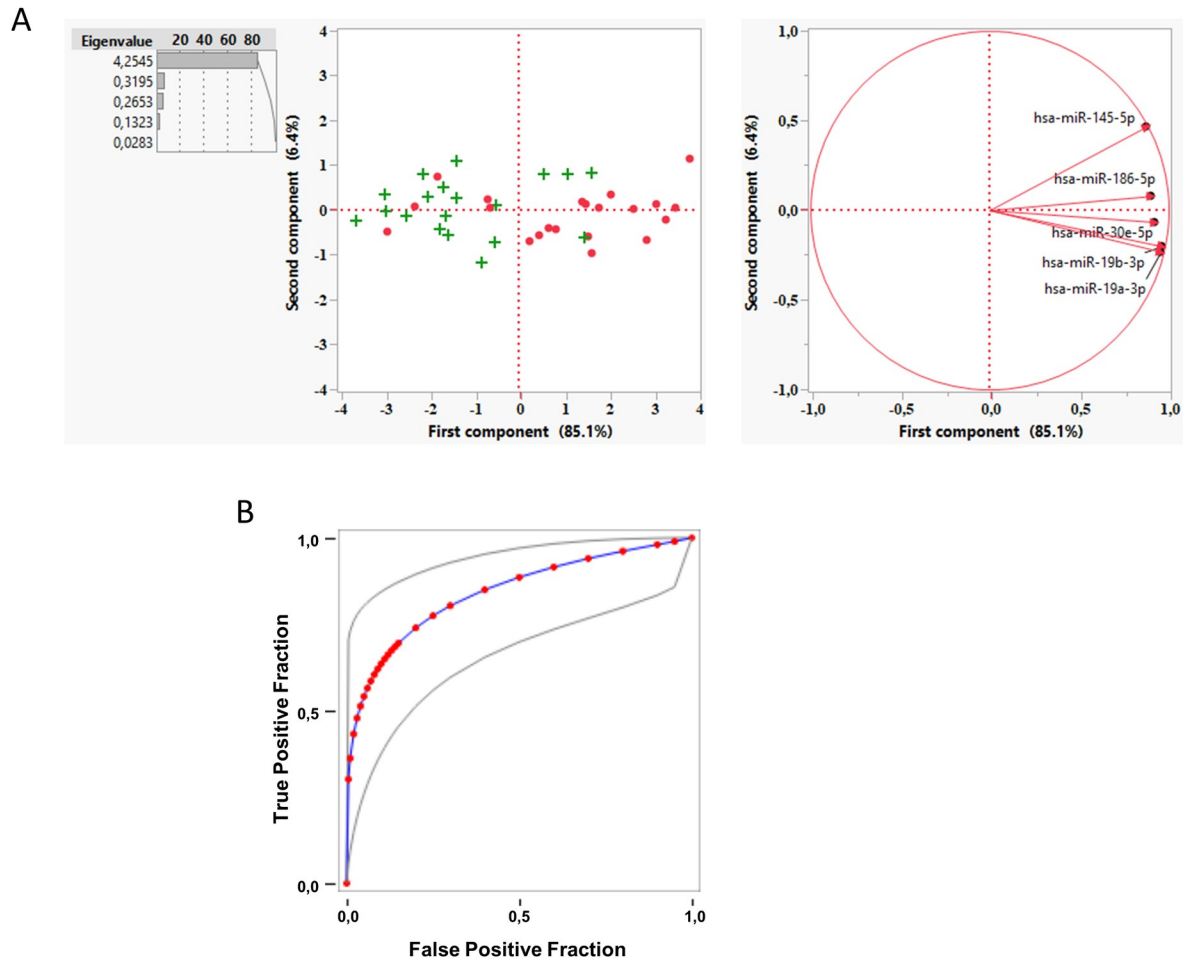 A
Eigenvalue 20 40 60 80
4,2545
0,3195
0,2653
0,1323
0,0283
Second component (6.4%)
4
3
2
1
0
-1
-2
-3
-4
-4 -3 -2 -1 0 1 2 3 4
First component (85.1%)
Second component (6.4%)
1,0
0,5
0,0
-0,5
-1,0
hsa-miR-145-5p
hsa-miR-186-5p
hsa-miR-30e-5p
hsa-miR-19b-3p
hsa-miR-19a-3p
-1,0 -0,5 0,0 0,5 1,0
First component (85.1%)
B
True Positive Fraction
1,0
0,5
0,0
0,0 0,5 1,0
False Positive Fraction